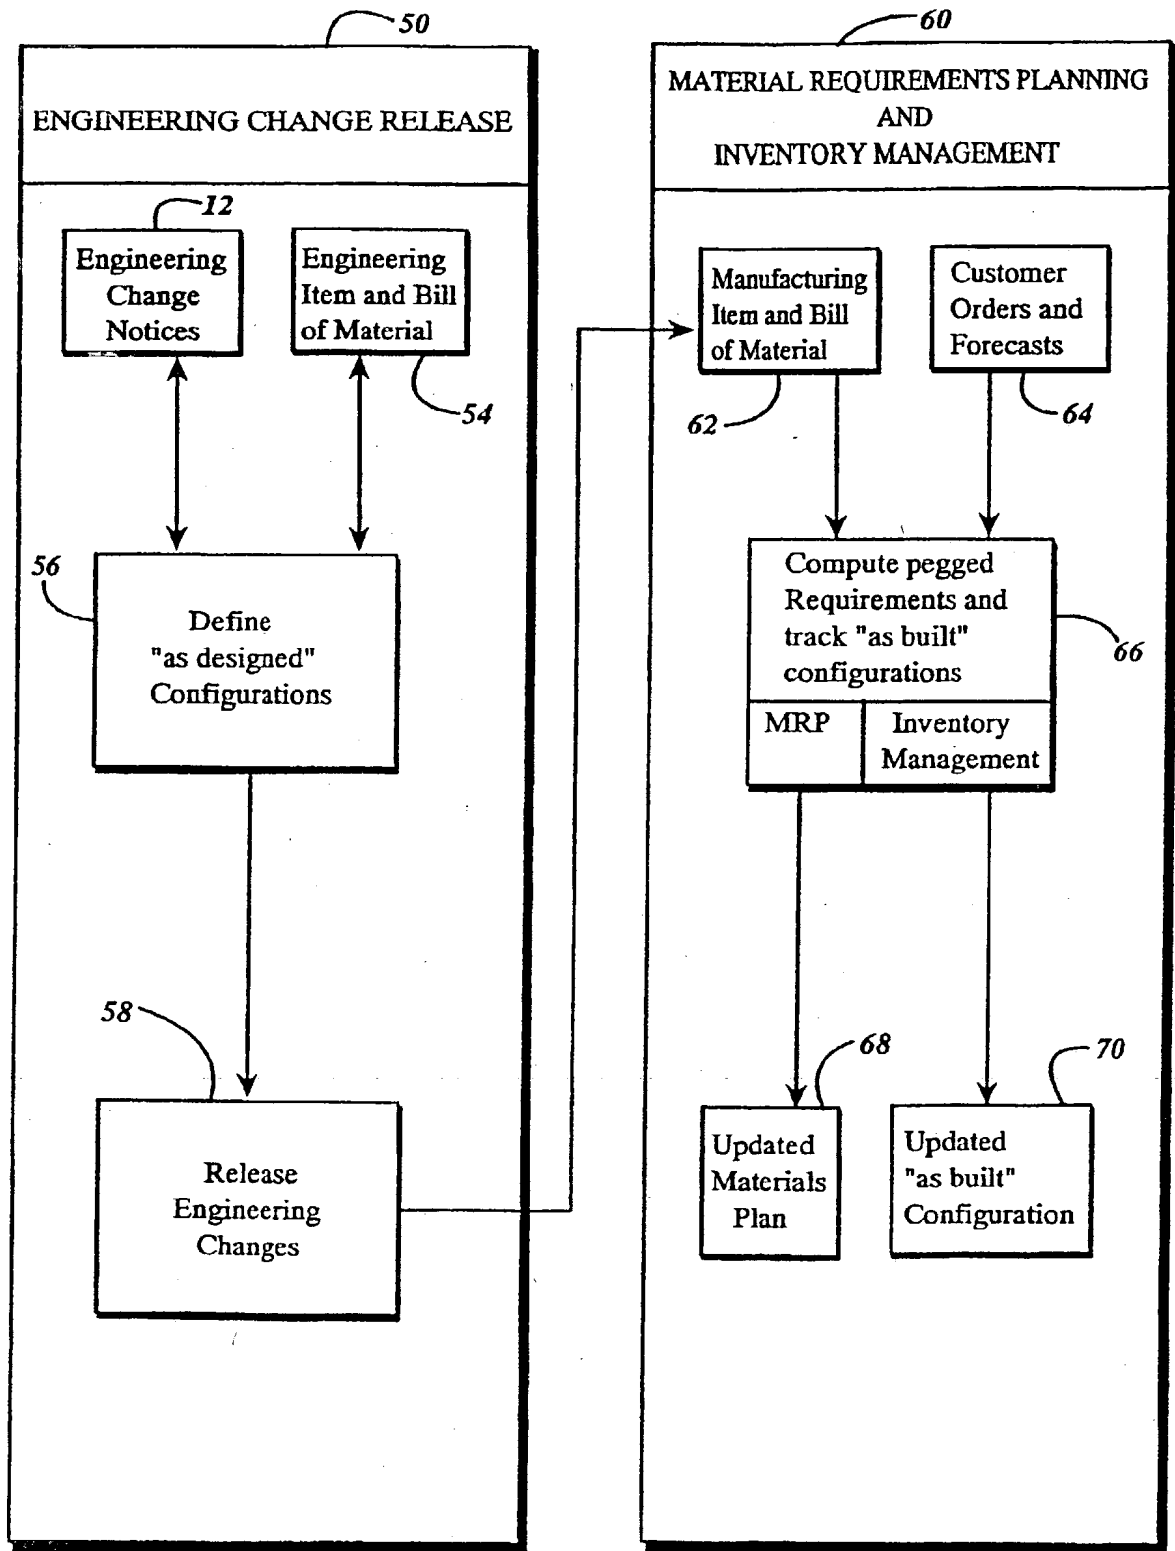 50
ENGINEERING CHANGE RELEASE
12
Engineering
Change
Notices
Engineering
Item and Bill
of Material
54
56
Define
"as designed"
Configurations
58
Release
Engineering
Changes
60
MATERIAL REQUIREMENTS PLANNING
AND
INVENTORY MANAGEMENT
Manufacturing
Item and Bill
of Material
62
Customer
Orders and
Forecasts
64
Compute pegged
Requirements and
track "as built"
configurations
66
MRP
Inventory
Management
68
Updated
Materials
Plan
70
Updated
"as built"
Configuration